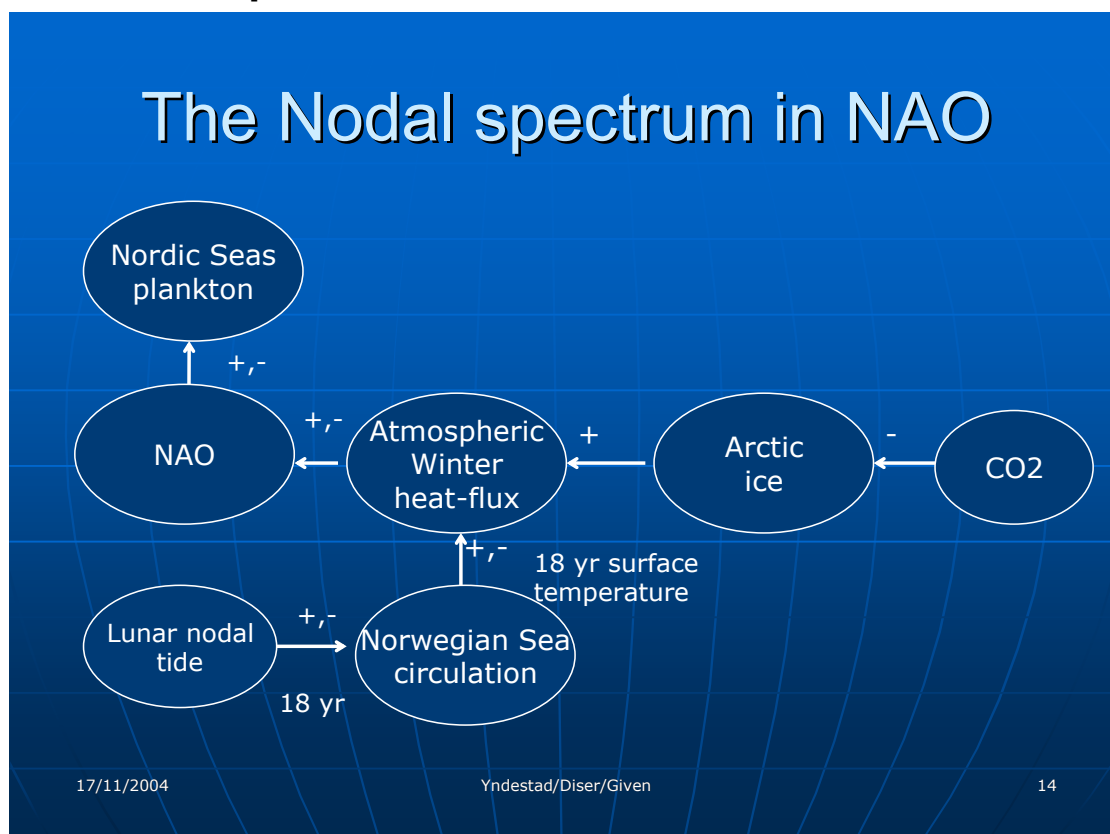 The Nodal spectrum in NAO
Nordic Seas
plankton
+,-
NAO
+,-
Atmospheric
Winter
heat-flux
+
Arctic
ice
-
CO2
+,-
18 yr surface
temperature
Lunar nodal
tide
+,-
18 yr
Norwegian Sea
circulation
17/11/2004
Yndestad/Diser/Given
14